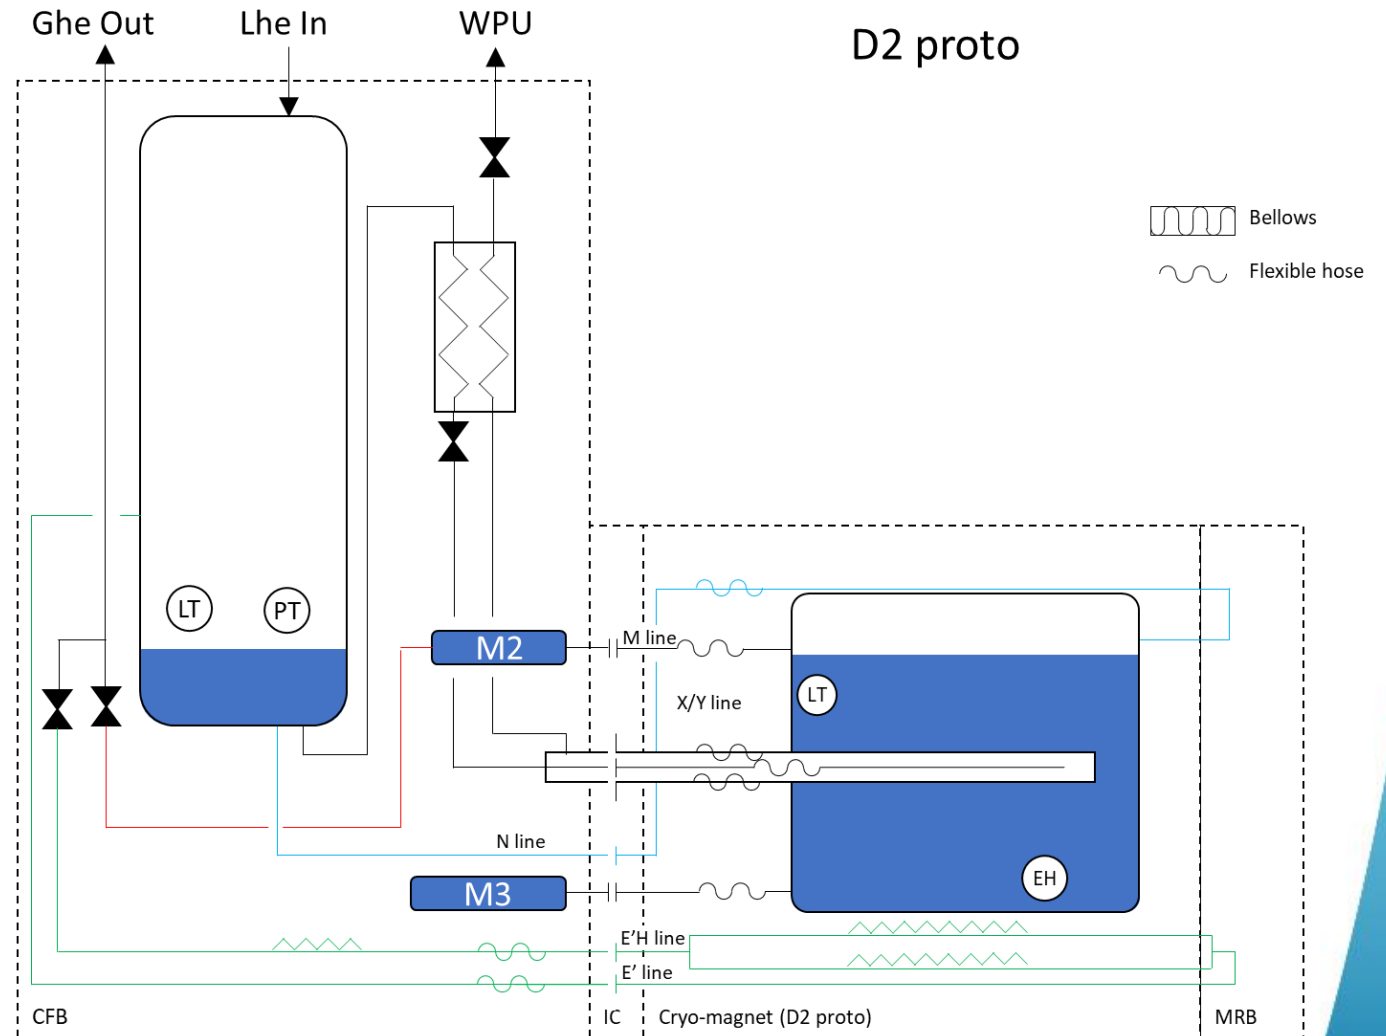 Ghe Out
Lhe In
WPU
D2 proto
Bellows
Flexible hose
LT
PT
M2
M line
LT
X/Y line
N line
M3
EH
E’H line
E’ line
CFB
IC
Cryo-magnet (D2 proto)
MRB